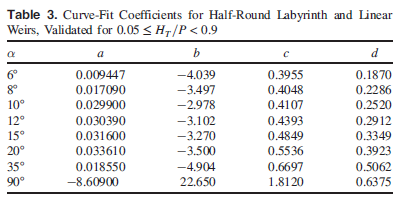 Table 3. Curve-Fit Coefficients for Half-Round Labyrinth and Linear
Weirs, Validated for 0.05 ≤ H_T/P < 0.9
α a b c d
6° 0.009447 −4.039 0.3955 0.1870
8° 0.017090 −3.497 0.4048 0.2286
10° 0.029900 −2.978 0.4107 0.2520
12° 0.030390 −3.102 0.4393 0.2912
15° 0.031600 −3.270 0.4849 0.3349
20° 0.033610 −3.500 0.5536 0.3923
35° 0.018550 −4.904 0.6697 0.5062
90° −8.60900 22.650 1.8120 0.6375